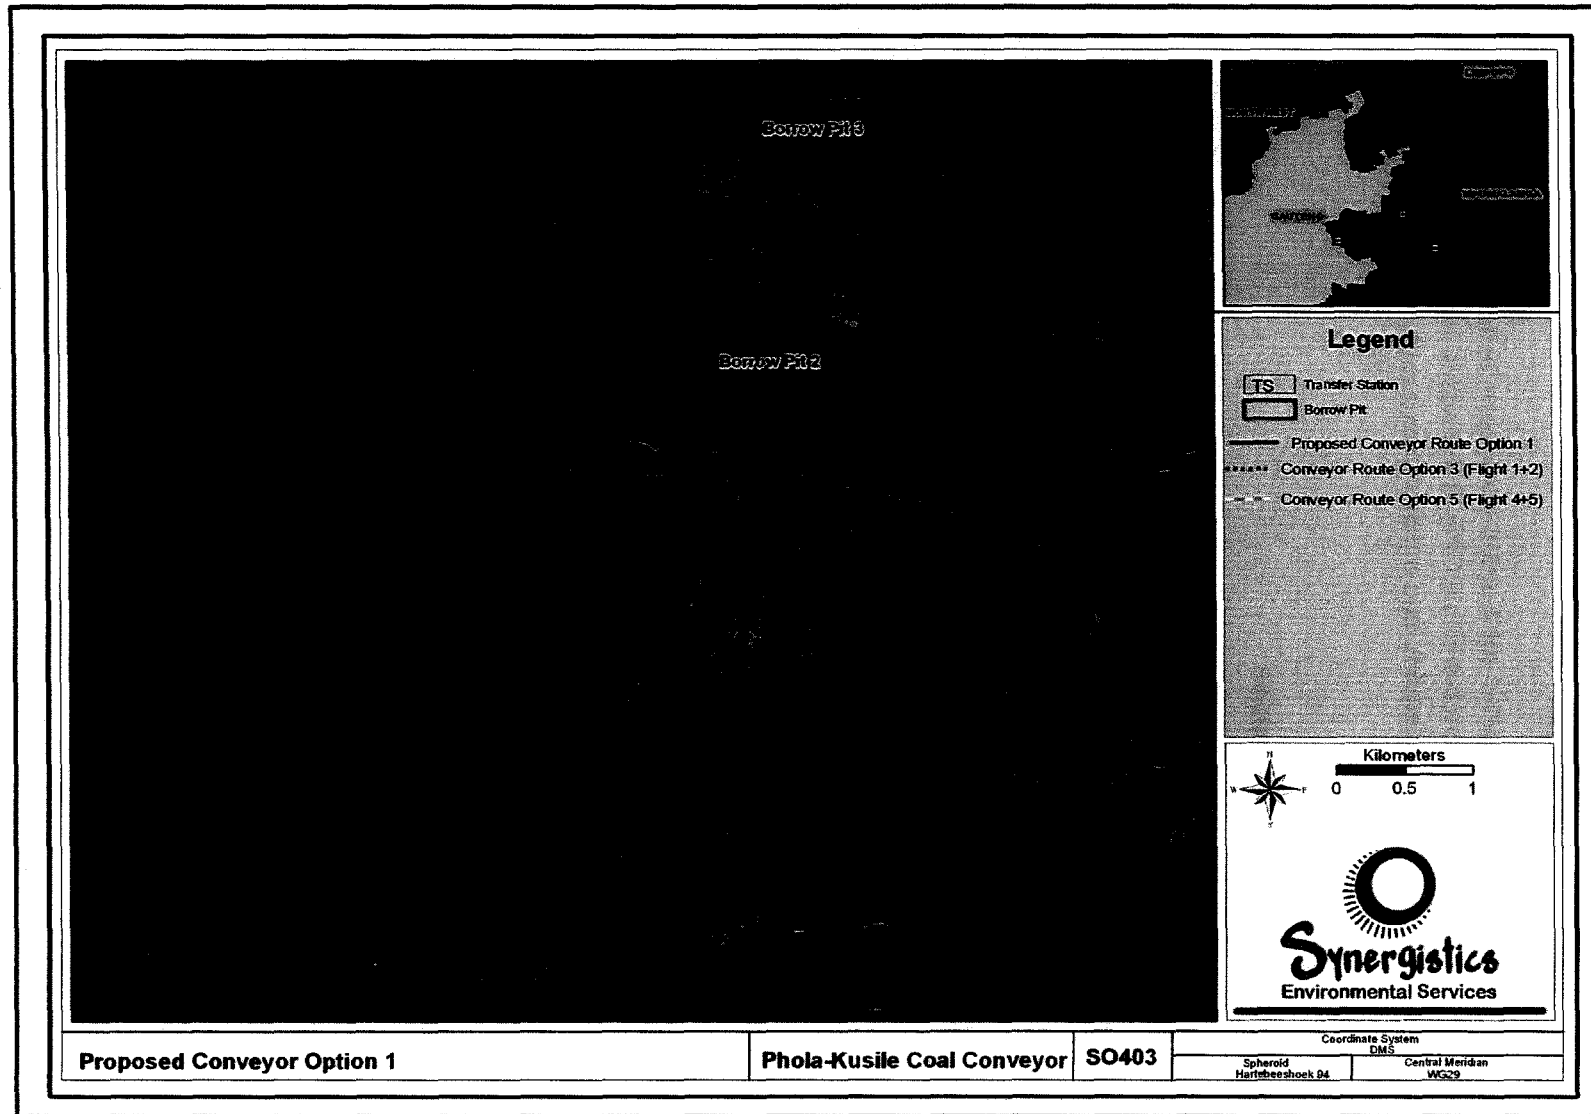 Borrow Pit 3
Borrow Pit 2
GAUTENG
Legend
TS Transfer Station
Borrow Pit
Proposed Conveyor Route Option 1
Conveyor Route Option 3 (Flight 1+2)
Conveyor Route Option 5 (Flight 4+5)
Kilometers
0 0.5 1
N
W E
S
Synergistics
Environmental Services
Proposed Conveyor Option 1
Phola-Kusile Coal Conveyor
SO403
Coordinate System
DMS
Spheroid
Hartebeeshoek 94
Central Meridian
WG29